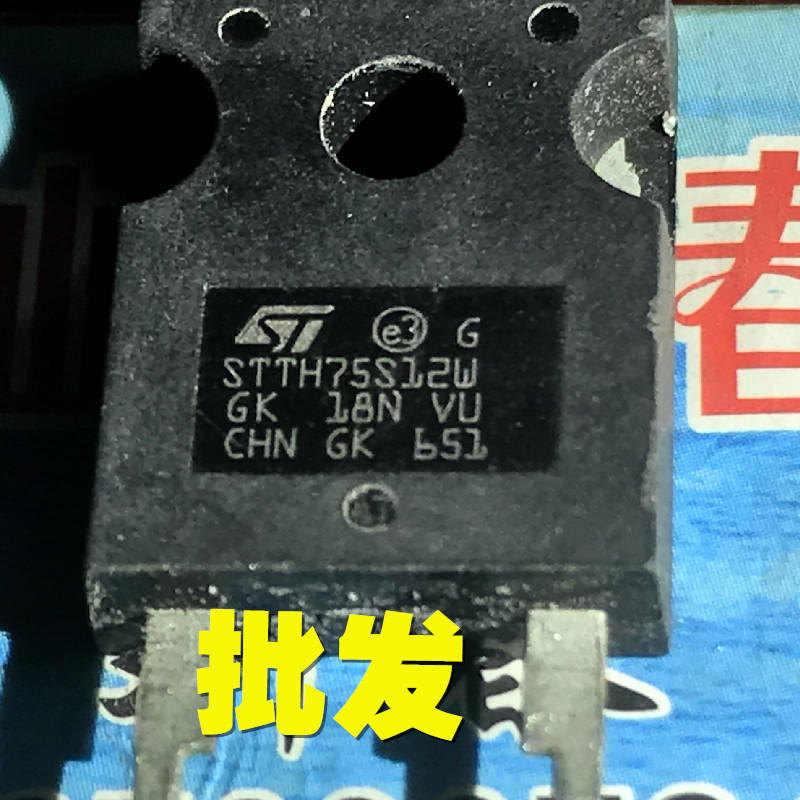 ST e3 G
STTH75S12W
GK 18N VU
CHN GK 651
春
批发